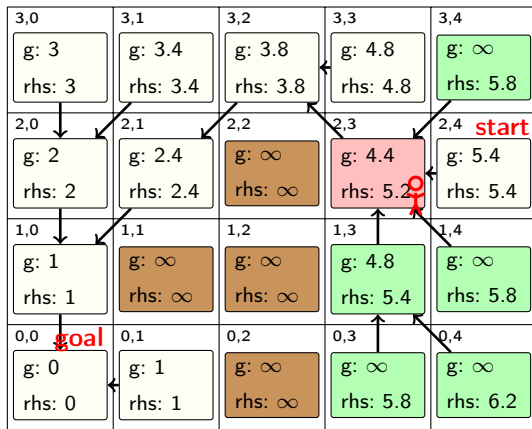 3,0 3,1 3,2 3,3 3,4
g: 3 g: 3.4 g: 3.8 g: 4.8 g: ∞
rhs: 3 rhs: 3.4 rhs: 3.8 rhs: 4.8 rhs: 5.8
2,0 2,1 2,2 2,3 2,4 start
g: 2 g: 2.4 g: ∞ g: 4.4 g: 5.4
rhs: 2 rhs: 2.4 rhs: ∞ rhs: 5.2 rhs: 5.4
1,0 1,1 1,2 1,3 1,4
g: 1 g: ∞ g: ∞ g: 4.8 g: ∞
rhs: 1 rhs: ∞ rhs: ∞ rhs: 5.4 rhs: 5.8
0,0 goal 0,1 0,2 0,3 0,4
g: 0 g: 1 g: ∞ g: ∞ g: ∞
rhs: 0 rhs: 1 rhs: ∞ rhs: 5.8 rhs: 6.2